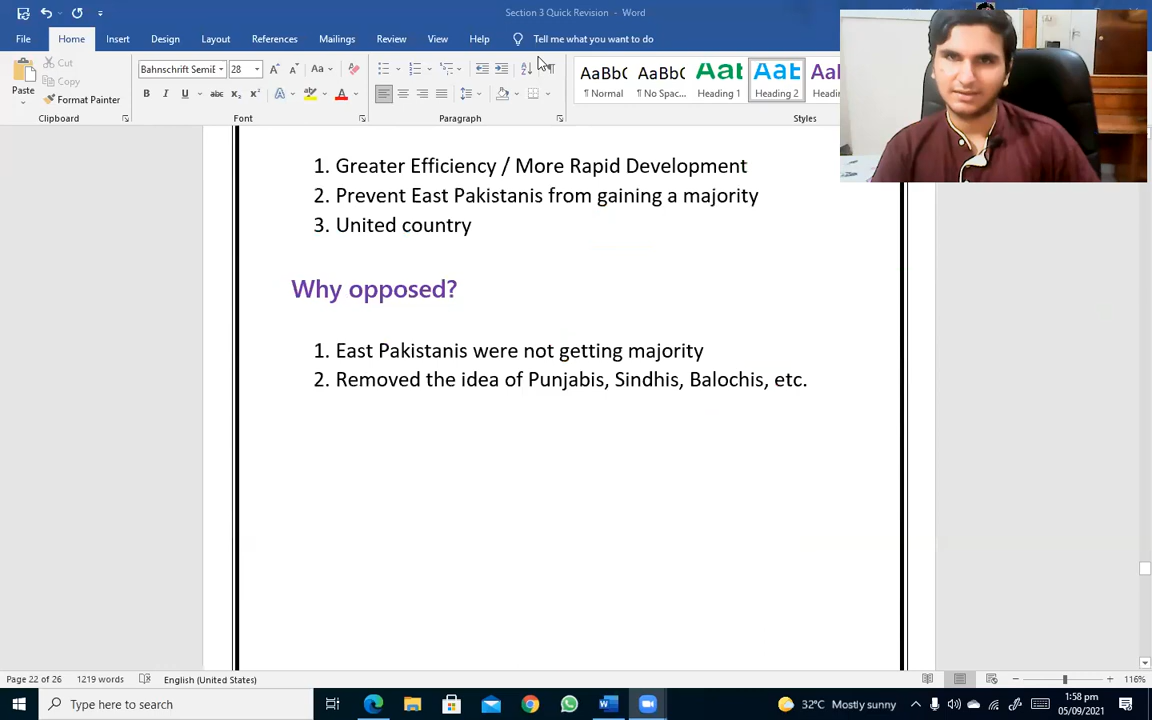 Section 3 Quick Revision - Word
File Home Insert Design Layout References Mailings Review View Help Tell me what you want to do
Cut
Copy
Paste
Format Painter
Clipboard
Bahnschrift SemiE 28
Font
Paragraph
AaBbC AaBbC AaBt AaBt AaBb
¶ Normal ¶ No Spac... Heading 1 Heading 2 Headin
Styles
1. Greater Efficiency / More Rapid Development
2. Prevent East Pakistanis from gaining a majority
3. United country
Why opposed?
1. East Pakistanis were not getting majority
2. Removed the idea of Punjabis, Sindhis, Balochis, etc.
Page 22 of 26 1219 words English (United States) 116%
Type here to search
32°C Mostly sunny
1:58 pm
05/09/2021